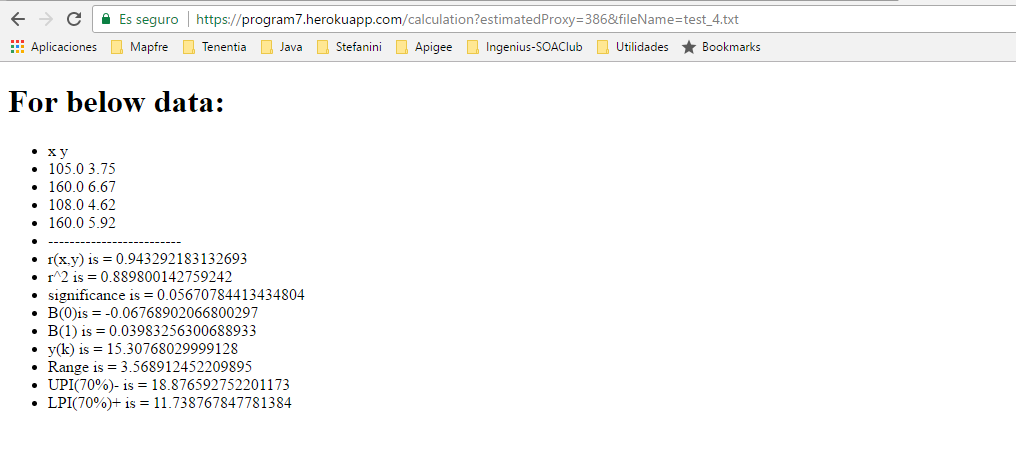 Es seguro | https://program7.herokuapp.com/calculation?estimatedProxy=386&fileName=test_4.txt
Aplicaciones Mapfre Tenentia Java Stefanini Apigee Ingenius-SOAClub Utilidades Bookmarks
For below data:
x y
105.0 3.75
160.0 6.67
108.0 4.62
160.0 5.92
-------------------------
r(x,y) is = 0.943292183132693
r^2 is = 0.889800142759242
significance is = 0.05670784413434804
B(0)is = -0.06768902066800297
B(1) is = 0.03983256300688933
y(k) is = 15.30768029999128
Range is = 3.568912452209895
UPI(70%)- is = 18.876592752201173
LPI(70%)+ is = 11.738767847781384